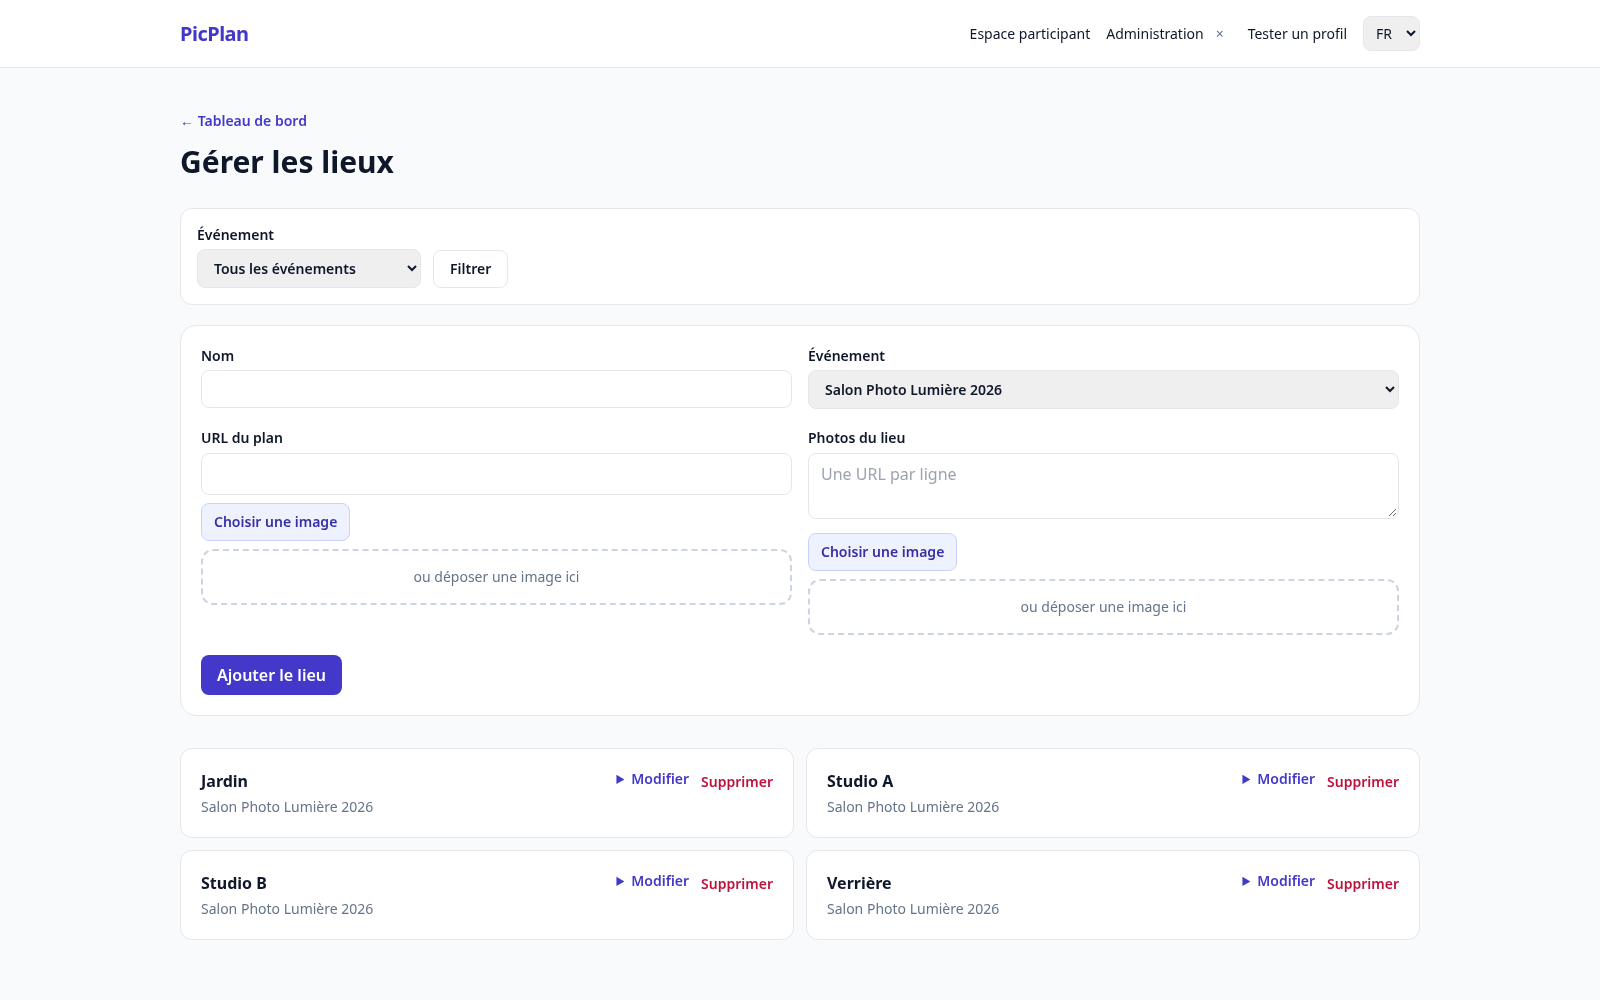 PicPlan
Espace participant Administration × Tester un profil FR
← Tableau de bord
Gérer les lieux
Événement
Tous les événements Filtrer
Nom
Événement
Salon Photo Lumière 2026
URL du plan
Choisir une image
ou déposer une image ici
Photos du lieu
Une URL par ligne
Choisir une image
ou déposer une image ici
Ajouter le lieu
Jardin ▶ Modifier Supprimer
Salon Photo Lumière 2026
Studio A ▶ Modifier Supprimer
Salon Photo Lumière 2026
Studio B ▶ Modifier Supprimer
Salon Photo Lumière 2026
Verrière ▶ Modifier Supprimer
Salon Photo Lumière 2026